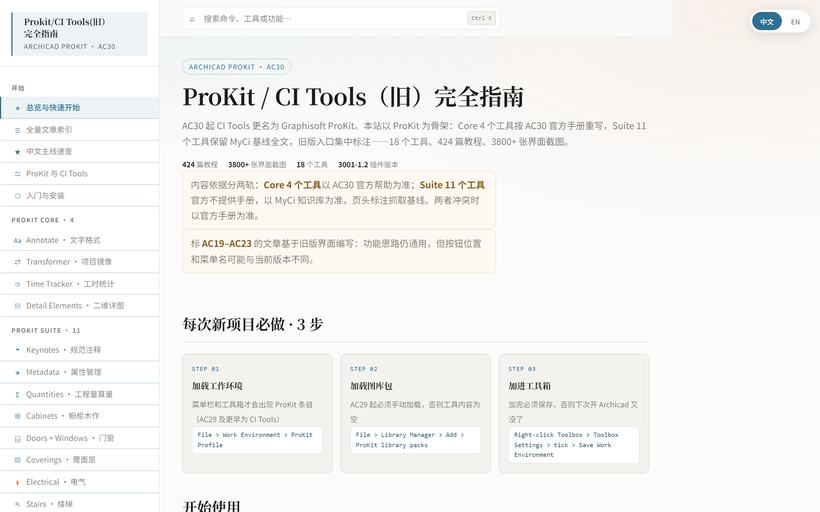 ProKit/CI Tools(旧)
完全指南
ARCHICAD PROKIT • AC30
开始
总览与快速开始
全量文章索引
中文主线速查
ProKit 与 CI Tools
入门与安装
PROKIT CORE • 4
Annotate • 文字格式
Transformer • 项目镜像
Time Tracker • 工时统计
Detail Elements • 二维详图
PROKIT SUITE • 11
Keynotes • 规范注释
Metadata • 属性管理
Quantities • 工程量算量
Cabinets • 橱柜木作
Doors + Windows • 门窗
Coverings • 覆面层
Electrical • 电气
Stairs • 楼梯
搜索命令、工具或功能…
Ctrl K
中文
EN
ARCHICAD PROKIT • AC30
ProKit / CI Tools（旧）完全指南
AC30 起 CI Tools 更名为 Graphisoft ProKit。本站以 ProKit 为骨架：Core 4 个工具按 AC30 官方手册重写，Suite 11
个工具保留 MyCi 基线全文，旧版入口集中标注——18 个工具、424 篇教程、3800+ 张界面截图。
424 篇教程 3800+ 张界面截图 18 个工具 3001-1.2 插件版本
内容依据分两轨：Core 4 个工具以 AC30 官方帮助为准；Suite 11 个工具
官方不提供手册，以 MyCi 知识库为准，页头标注抓取基线。两者冲突时
以官方手册为准。
标 AC19–AC23 的文章基于旧版界面编写：功能思路仍通用，但按钮位置
和菜单名可能与当前版本不同。
每次新项目必做 · 3 步
STEP 01
加载工作环境
菜单栏和工具箱才会出现 ProKit 条目
（AC29 及更早为 CI Tools）
File > Work Environment > ProKit
Profile
STEP 02
加载图库包
AC29 起必须手动加载，否则工具内容为
空
File > Library Manager > Add >
ProKit library packs
STEP 03
加进工具箱
加完必须保存，否则下次开 Archicad 又
没了
Right-click Toolbox > Toolbox
Settings > tick > Save Work
Environment
开始使用